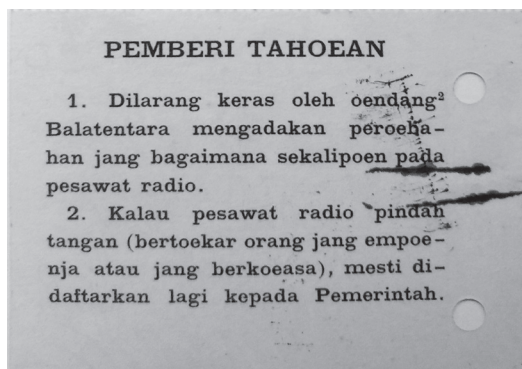 PEMBERI TAHOEAN
1. Dilarang keras oleh oendang²
Balatentara mengadakan peroeba-
han jang bagaimana sekalipoen pada
pesawat radio.
2. Kalau pesawat radio pindah
tangan (bertoekar orang jang empoe-
nja atau jang berkoeasa), mesti di-
daftarkan lagi kepada Pemerintah.